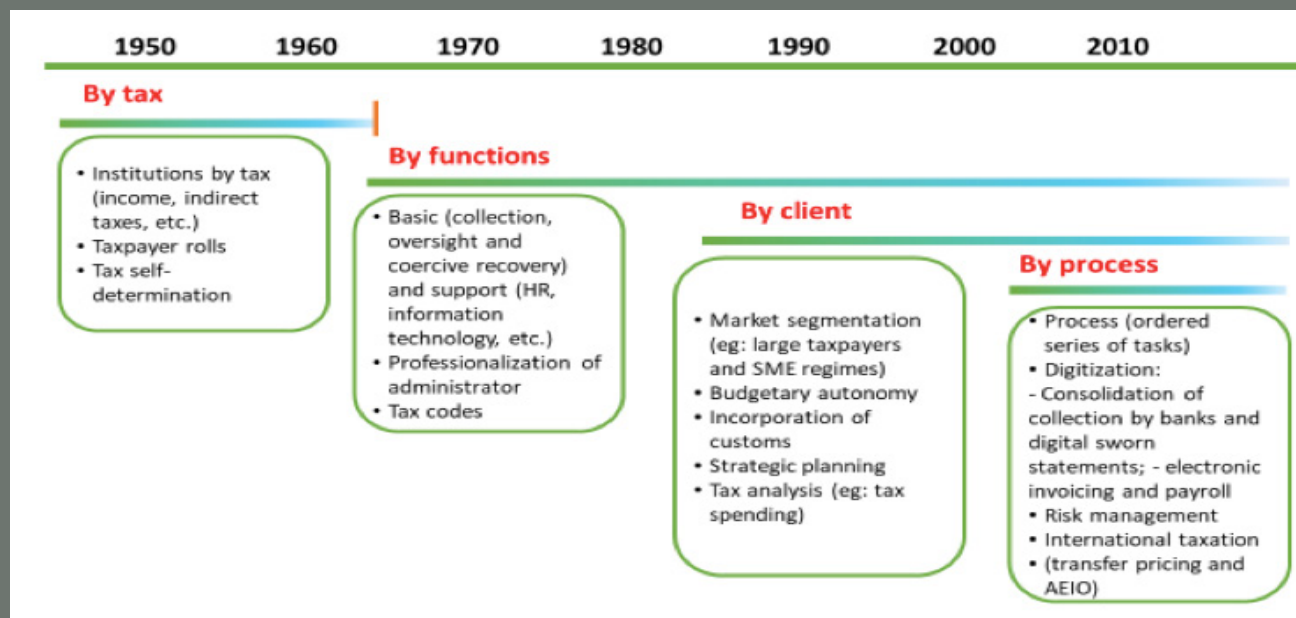 1950 1960 1970 1980 1990 2000 2010
By tax
• Institutions by tax
(income, indirect
taxes, etc.)
• Taxpayer rolls
• Tax self-
determination
By functions
• Basic (collection,
oversight and
coercive recovery)
and support (HR,
information
technology, etc.)
• Professionalization of
administrator
• Tax codes
By client
• Market segmentation
(eg: large taxpayers
and SME regimes)
• Budgetary autonomy
• Incorporation of
customs
• Strategic planning
• Tax analysis (eg: tax
spending)
By process
• Process (ordered
series of tasks)
• Digitization:
- Consolidation of
collection by banks and
digital sworn
statements; - electronic
invoicing and payroll
• Risk management
• International taxation
• (transfer pricing and
AEIO)